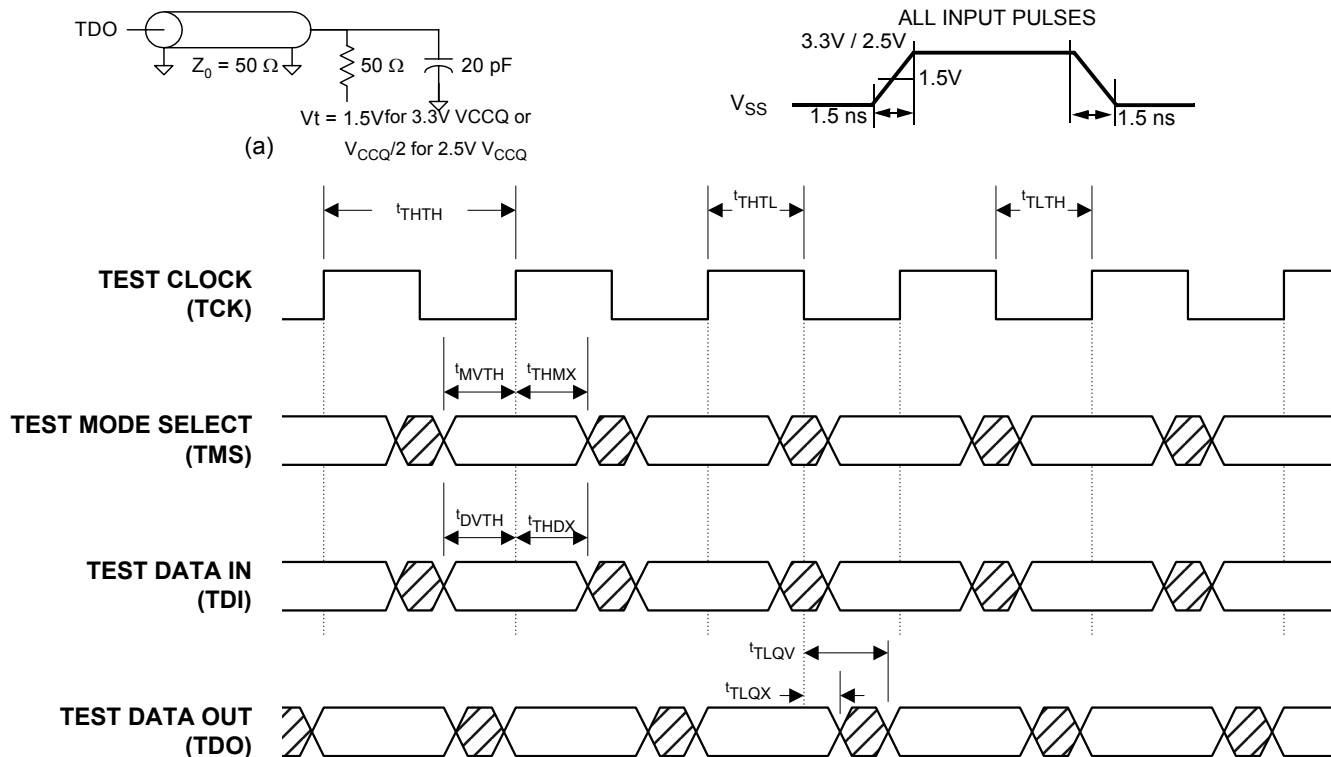 ALL INPUT PULSES
TDO
Z0 = 50 Ω
50 Ω
20 pF
Vt = 1.5V for 3.3V VCCQ or
VCCQ/2 for 2.5V VCCQ
(a)
3.3V / 2.5V
1.5V
VSS
1.5 ns
1.5 ns
tTHTH
tTHTL
tTLTH
TEST CLOCK
(TCK)
tMVTH
tTHMX
TEST MODE SELECT
(TMS)
tDVTH
tTHDX
TEST DATA IN
(TDI)
tTLQV
tTLQX
TEST DATA OUT
(TDO)